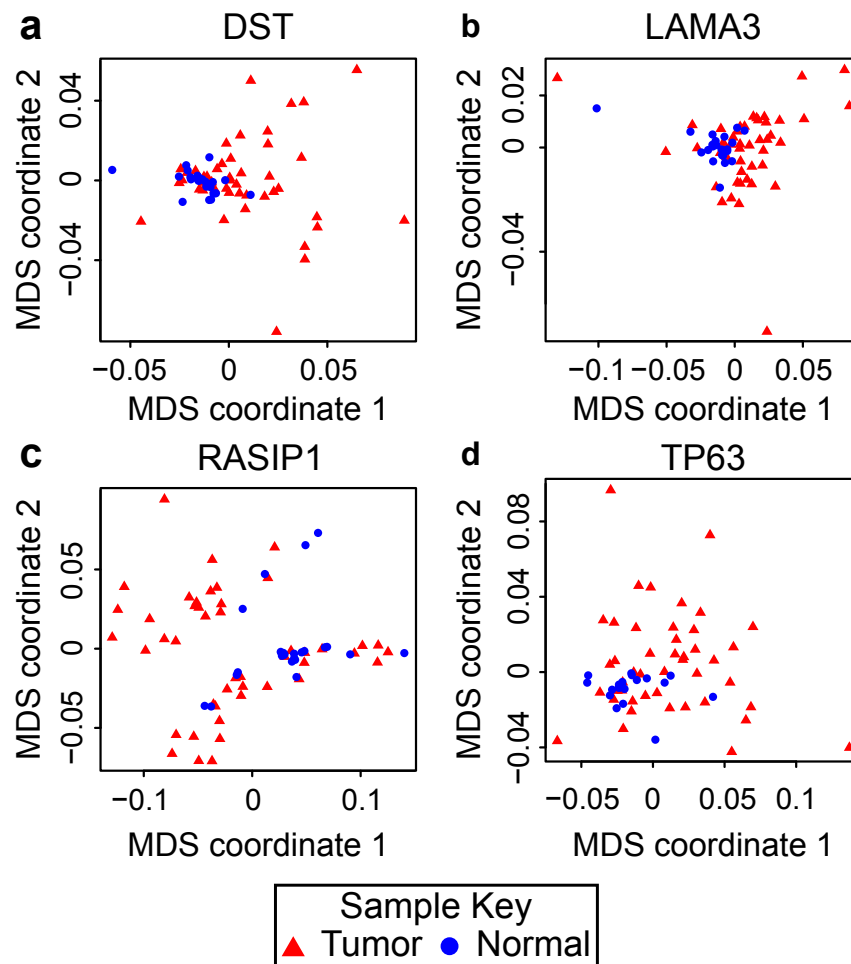 a DST
MDS coordinate 2
0.04
0
−0.04
−0.05 0 0.05
MDS coordinate 1
b LAMA3
MDS coordinate 2
0.02
0
−0.04
−0.1 −0.05 0 0.05
MDS coordinate 1
c RASIP1
MDS coordinate 2
0.05
0
−0.05
−0.1 0 0.1
MDS coordinate 1
d TP63
MDS coordinate 2
0.08
0.04
0
−0.04
−0.05 0 0.05 0.1
MDS coordinate 1
Sample Key
Tumor Normal